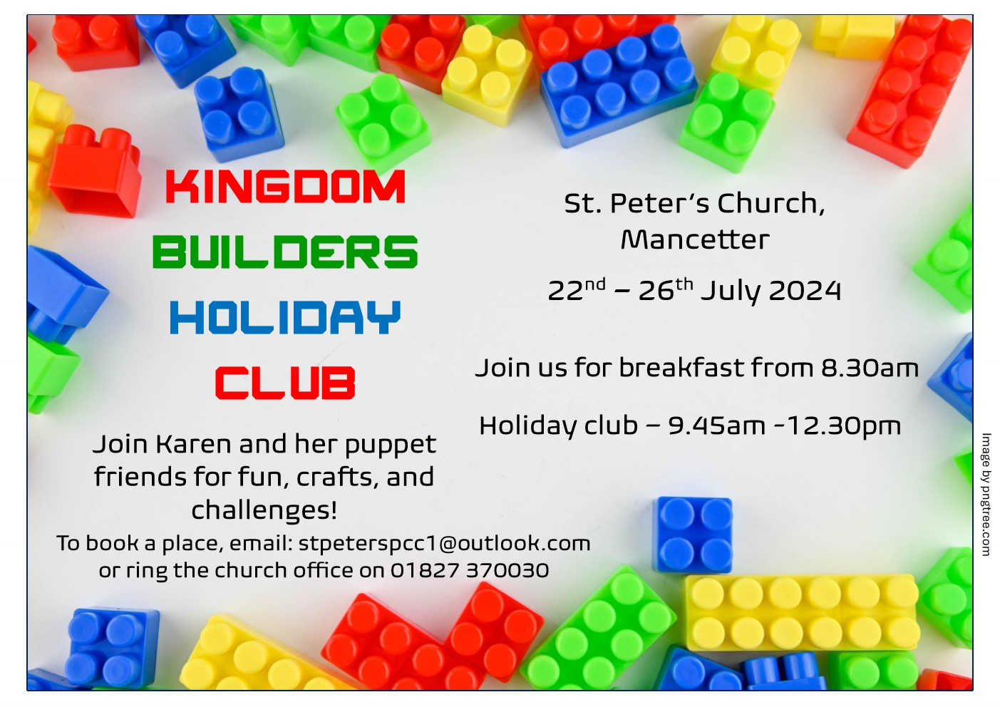 KINGDOM
BUILDERS
HOLIDAY
CLUB
Join Karen and her puppet
friends for fun, crafts, and
challenges!
To book a place, email: stpeterspcc1@outlook.com
or ring the church office on 01827 370030
St. Peter’s Church,
Mancetter
22nd – 26th July 2024
Join us for breakfast from 8.30am
Holiday club – 9.45am -12.30pm
Image by pngtree.com